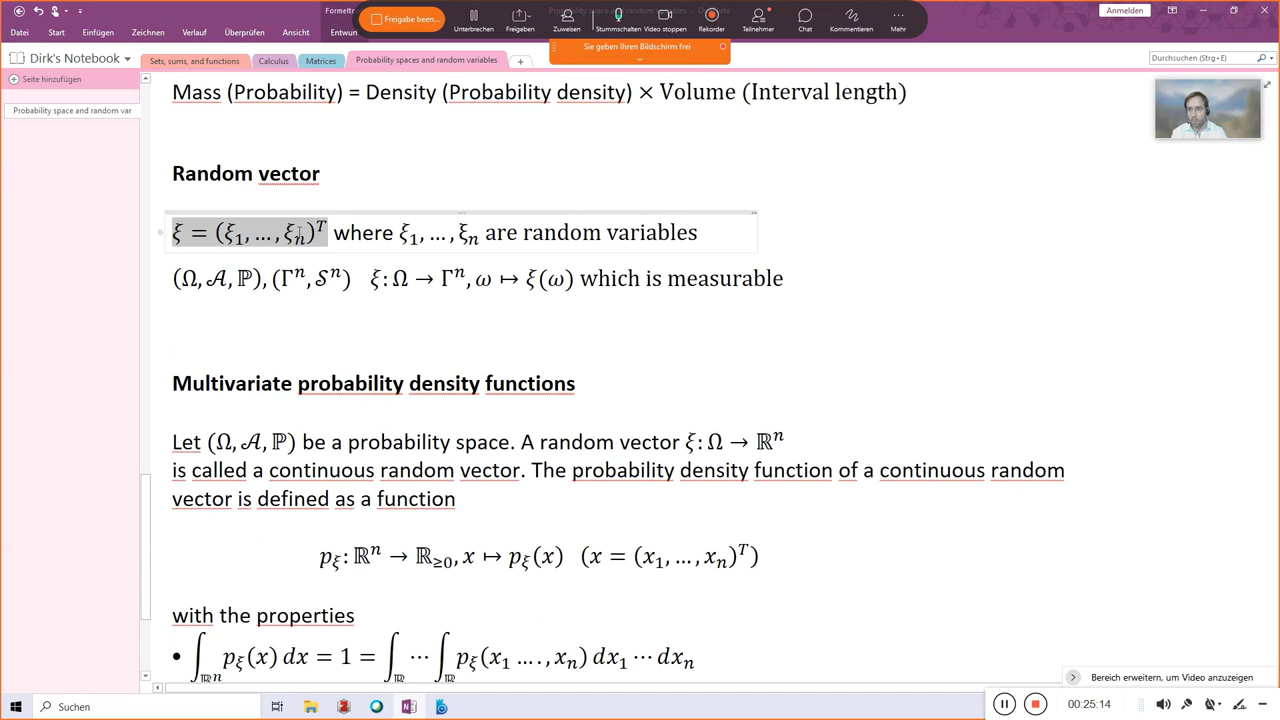 Formeltr
Freigabe been...
Unterbrechen
Freigeben
Zuweisen
Stummschalten
Video stoppen
Rekorder
Teilnehmer
Chat
Kommentieren
Mehr
Anmelden
Datei Start Einfügen Zeichnen Verlauf Überprüfen Ansicht Entwurf
Sie geben Ihren Bildschirm frei
Dirk's Notebook
Sets, sums, and functions Calculus Matrices Probability spaces and random variables
Durchsuchen (Strg+E)
Seite hinzufügen
Probability space and random var
Mass (Probability) = Density (Probability density) × Volume (Interval length)
Random vector
ξ = (ξ₁, …, ξₙ)ᵀ where ξ₁, …, ξₙ are random variables
(Ω, 𝒜, ℙ), (Γⁿ, 𝒮ⁿ) ξ: Ω → Γⁿ, ω ↦ ξ(ω) which is measurable
Multivariate probability density functions
Let (Ω, 𝒜, ℙ) be a probability space. A random vector ξ: Ω → ℝⁿ
is called a continuous random vector. The probability density function of a continuous random
vector is defined as a function
p_ξ: ℝⁿ → ℝ≥₀, x ↦ p_ξ(x) (x = (x₁, …, xₙ)ᵀ)
with the properties
• ∫_ℝⁿ p_ξ(x) dx = 1 = ∫_ℝ ⋯ ∫_ℝ p_ξ(x₁ … ., xₙ) dx₁ ⋯ dxₙ
Bereich erweitern, um Video anzuzeigen
Suchen
00:25:14